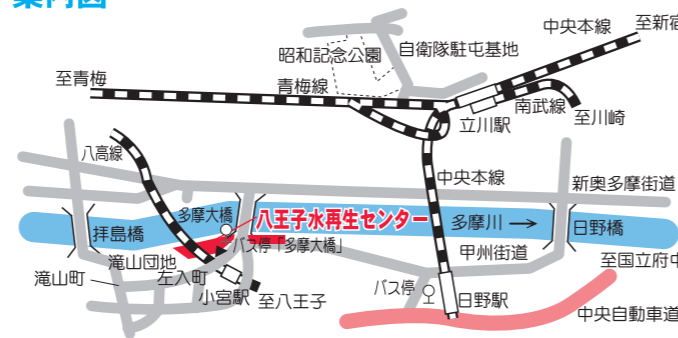 案内図
中央本線
至新宿
昭和記念公園
自衛隊駐屯基地
至青梅
青梅線
立川駅
南武線
至川崎
八高線
中央本線
新奥多摩街道
多摩大橋
八王子水再生センター
拝島橋
多摩川→
日野橋
バス停「多摩大橋」
滝山団地
甲州街道
至国立府中
滝山町
左入町
小宮駅
至八王子
バス停
日野駅
中央自動車道